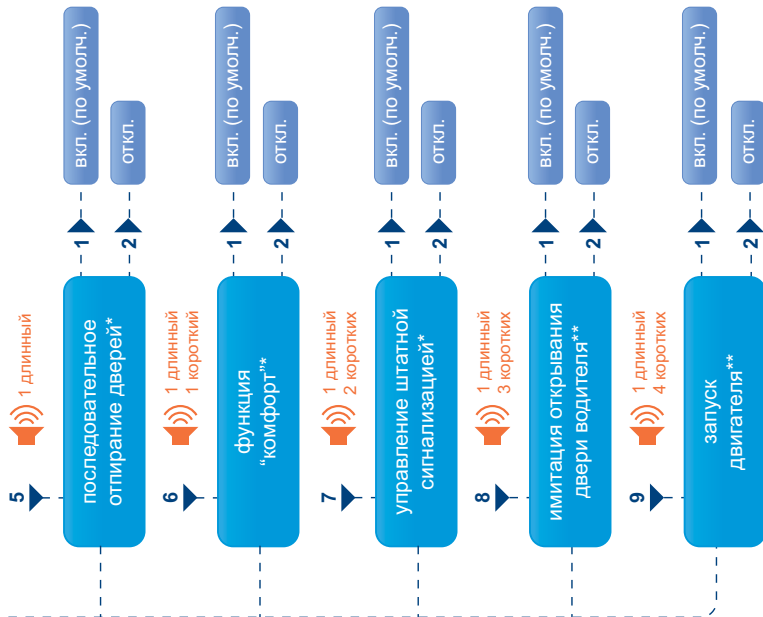 5
1 длинный
последовательное
отпирание дверей*
1
вкл. (по умолч.)
2
откл.
6
1 длинный
1 короткий
функция
“комфорт”*
1
вкл. (по умолч.)
2
откл.
7
1 длинный
2 коротких
управление штатной
сигнализацией*
1
вкл. (по умолч.)
2
откл.
8
1 длинный
3 коротких
имитация открывания
двери водителя**
1
вкл. (по умолч.)
2
откл.
9
1 длинный
4 коротких
запуск
двигателя**
1
вкл. (по умолч.)
2
откл.